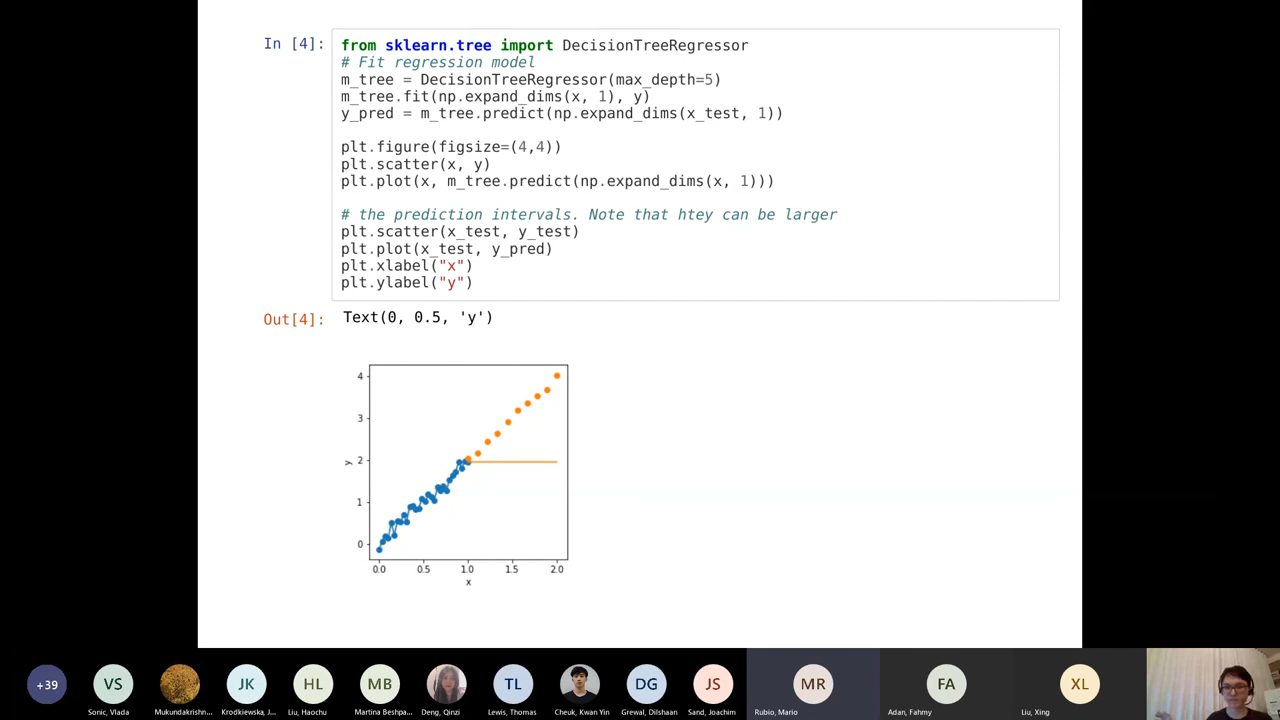 In [4]:
from sklearn.tree import DecisionTreeRegressor
# Fit regression model
m_tree = DecisionTreeRegressor(max_depth=5)
m_tree.fit(np.expand_dims(x, 1), y)
y_pred = m_tree.predict(np.expand_dims(x_test, 1))
plt.figure(figsize=(4,4))
plt.scatter(x, y)
plt.plot(x, m_tree.predict(np.expand_dims(x, 1)))
# the prediction intervals. Note that htey can be larger
plt.scatter(x_test, y_test)
plt.plot(x_test, y_pred)
plt.xlabel("x")
plt.ylabel("y")
Out[4]: Text(0, 0.5, 'y')
4
3
2
1
0
y
0.0 0.5 1.0 1.5 2.0
x
+39 VS JK HL MB TL DG JS MR FA XL
Sonic, Vlada Mukundakrishn... Krodkiewska, J... Liu, Haochu Martina Beshpa... Deng, Qinzi Lewis, Thomas Cheuk, Kwan Yin Grewal, Dilshaan Sand, Joachim Rubio, Mario Adan, Fahmy Liu, Xing